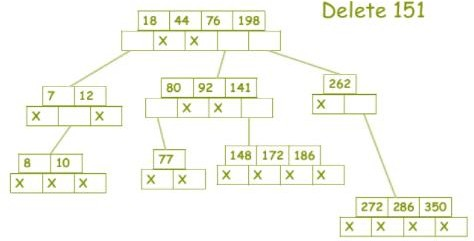 Delete 151
18 44 76 198
X X
7 12
X X
80 92 141
X X
262
X
8 10
X X X
77
X X
148 172 186
X X X X
272 286 350
X X X X